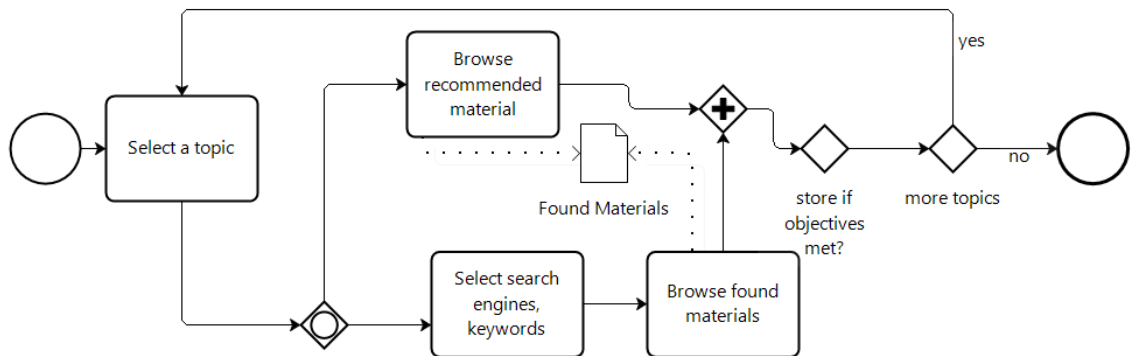 yes
Browse
recommended
material
Select a topic
Found Materials
store if
objectives
met?
more topics
no
Select search
engines,
keywords
Browse found
materials